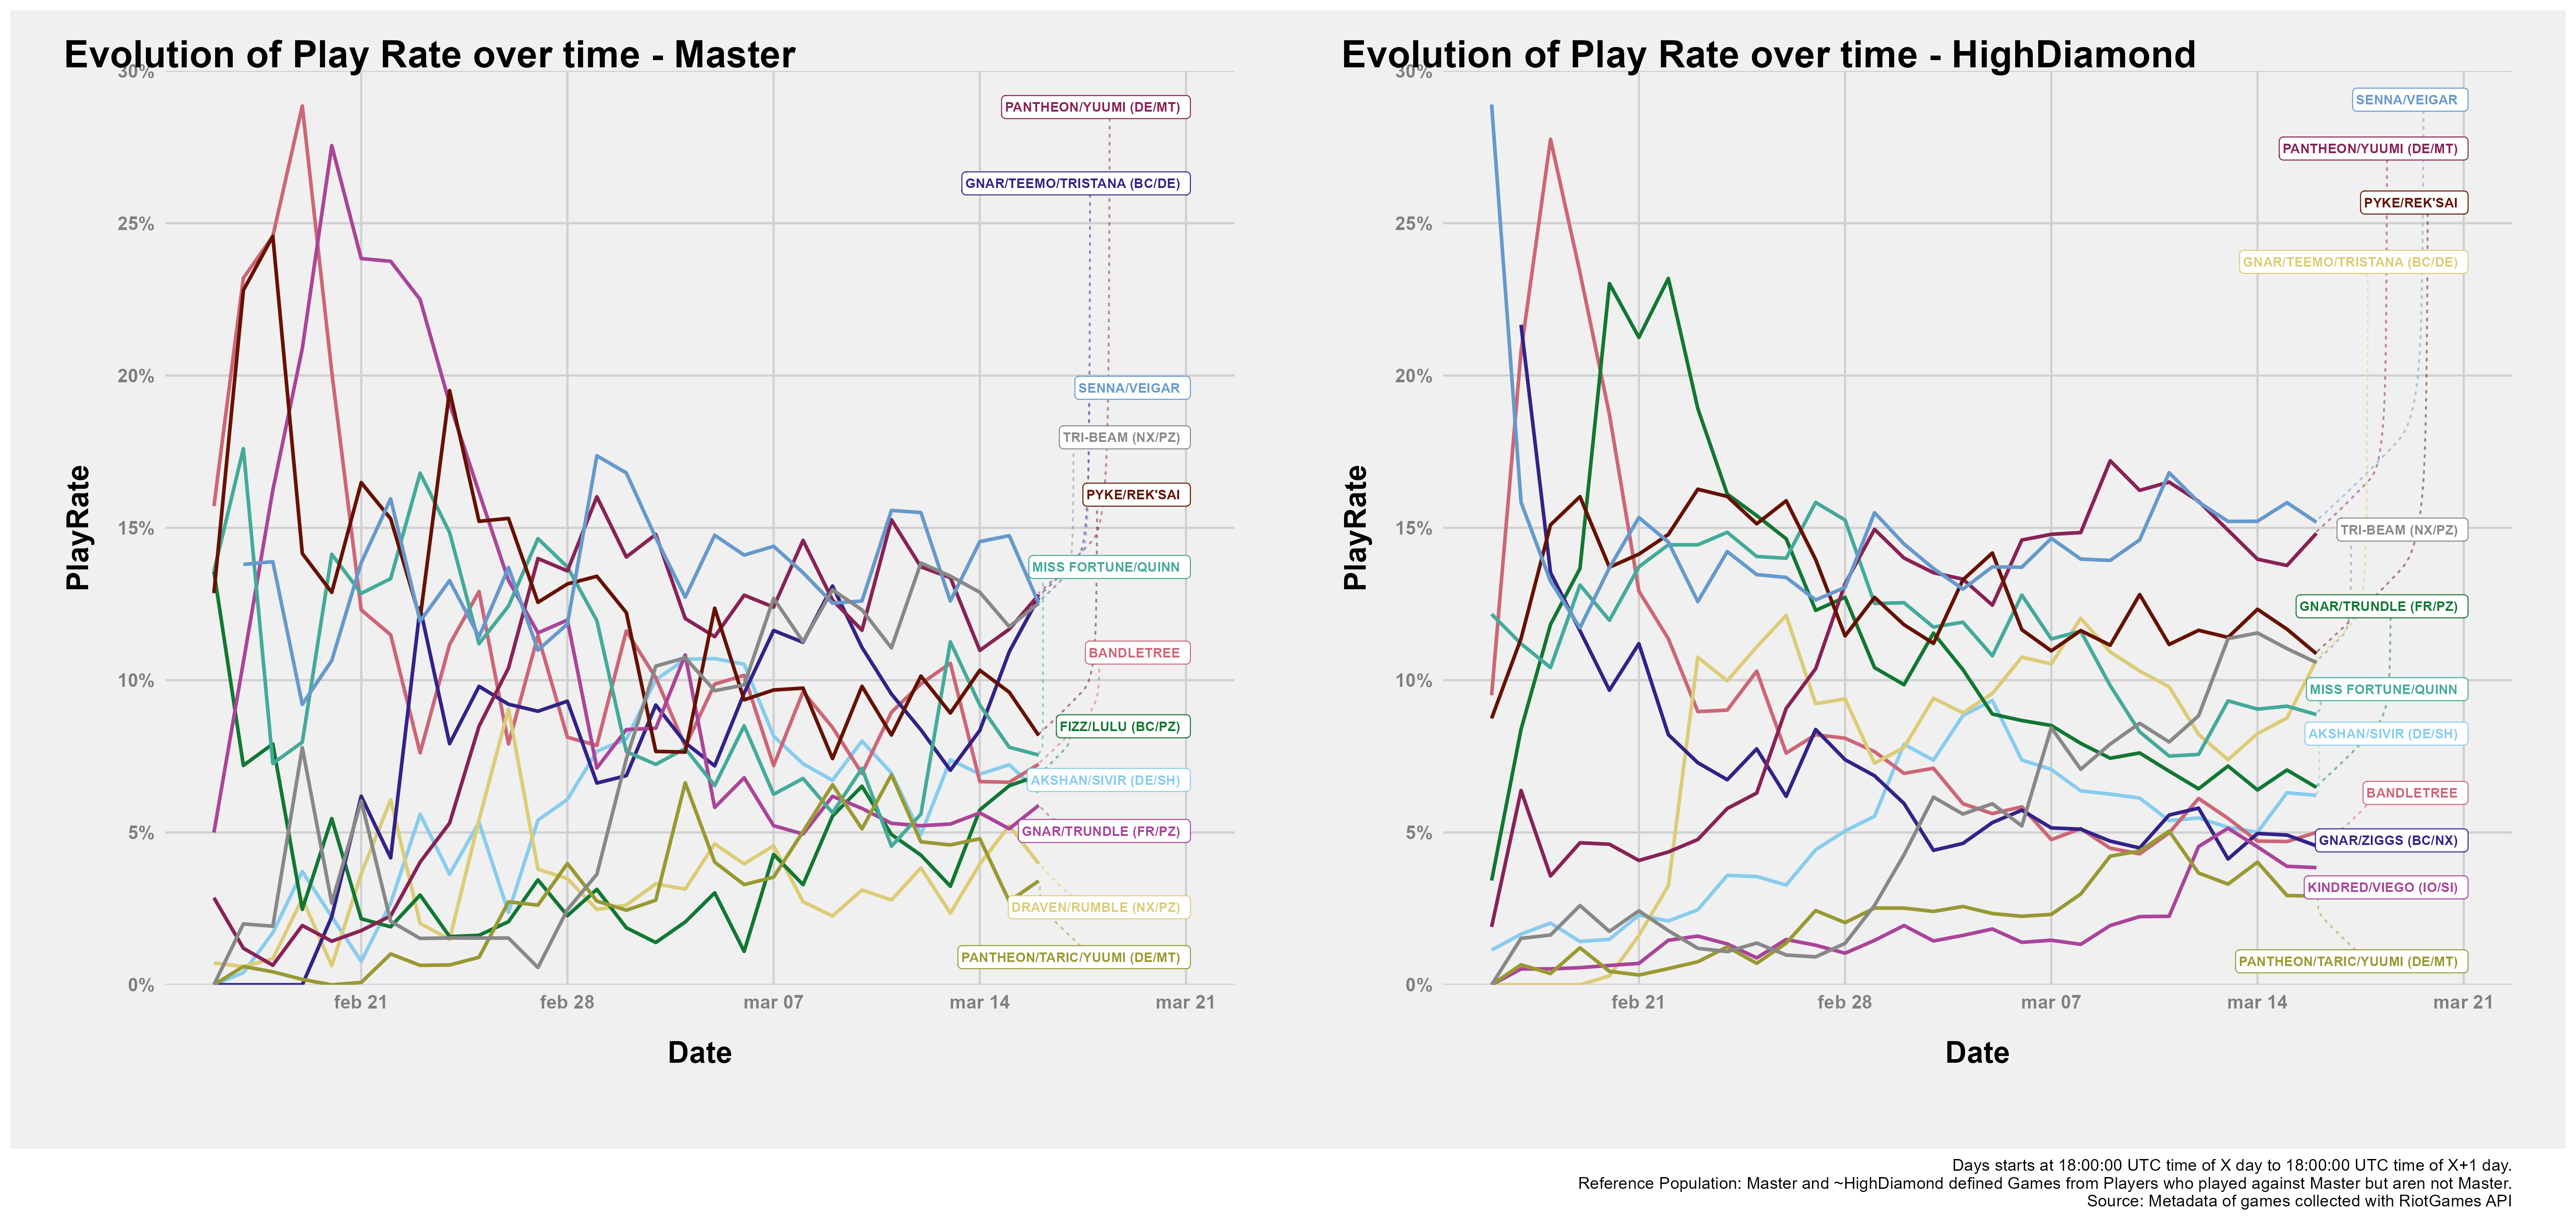 Evolution of Play Rate over time - Master
30%
25%
20%
15%
10%
5%
0%
PlayRate
PANTHEON/YUUMI (DE/MT)
GNAR/TEEMO/TRISTANA (BC/DE)
SENNA/VEIGAR
TRI-BEAM (NX/PZ)
PYKE/REK'SAI
MISS FORTUNE/QUINN
BANDLETREE
FIZZ/LULU (BC/PZ)
AKSHAN/SIVIR (DE/SH)
GNAR/TRUNDLE (FR/PZ)
DRAVEN/RUMBLE (NX/PZ)
PANTHEON/TARIC/YUUMI (DE/MT)
feb 21 feb 28 mar 07 mar 14 mar 21
Date
Evolution of Play Rate over time - HighDiamond
30%
25%
20%
15%
10%
5%
0%
PlayRate
SENNA/VEIGAR
PANTHEON/YUUMI (DE/MT)
PYKE/REK'SAI
GNAR/TEEMO/TRISTANA (BC/DE)
TRI-BEAM (NX/PZ)
GNAR/TRUNDLE (FR/PZ)
MISS FORTUNE/QUINN
AKSHAN/SIVIR (DE/SH)
BANDLETREE
GNAR/ZIGGS (BC/NX)
KINDRED/VIEGO (IO/SI)
PANTHEON/TARIC/YUUMI (DE/MT)
feb 21 feb 28 mar 07 mar 14 mar 21
Date
Days starts at 18:00:00 UTC time of X day to 18:00:00 UTC time of X+1 day.
Reference Population: Master and ~HighDiamond defined Games from Players who played against Master but aren not Master.
Source: Metadata of games collected with RiotGames API